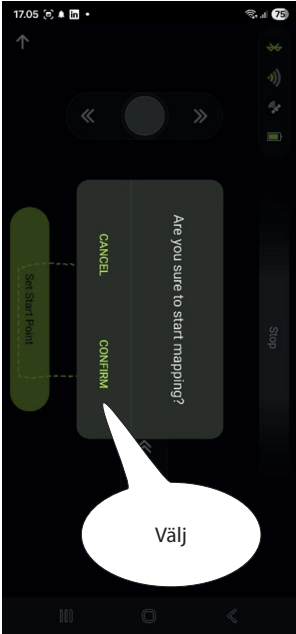 17.05
75
Stop
Are you sure to start mapping?
CANCEL
CONFIRM
Set Start Point
Välj